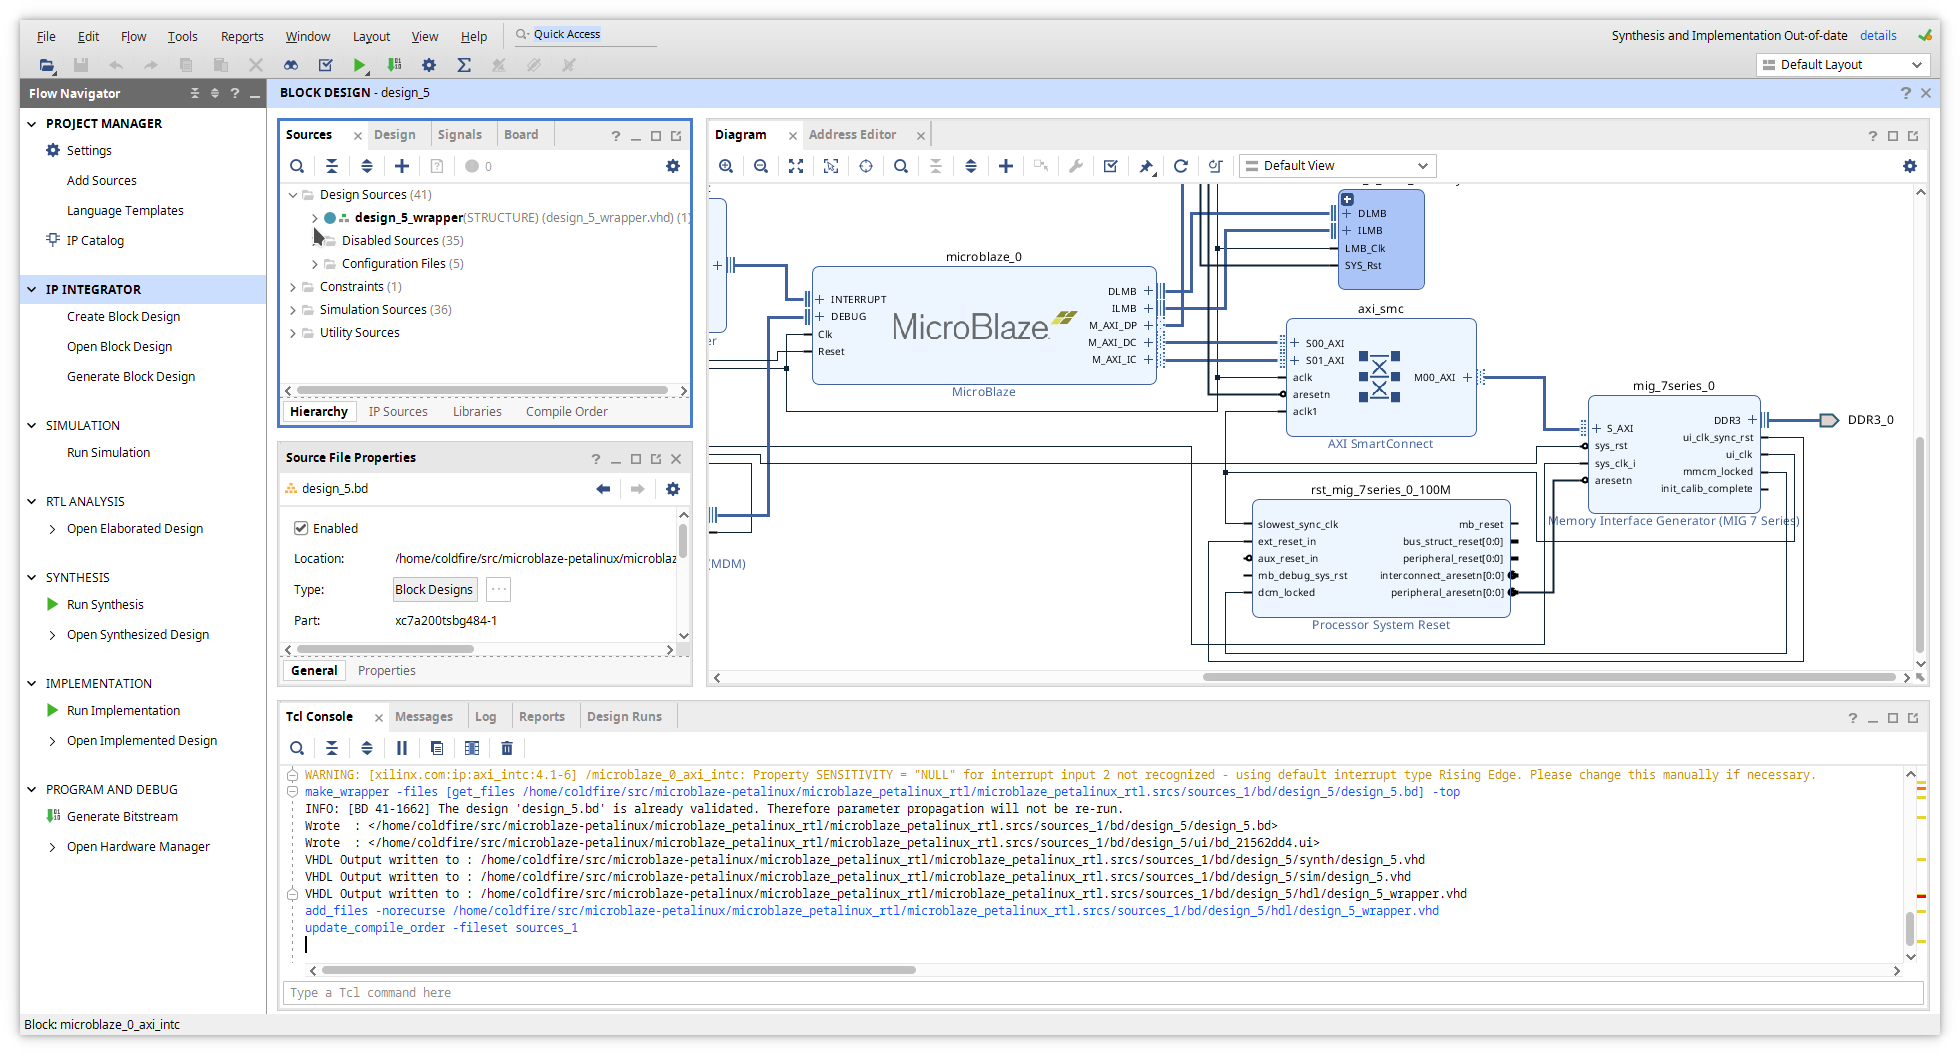 File Edit Flow Tools Reports Window Layout View Help Quick Access
Synthesis and Implementation Out-of-date details
Default Layout
Flow Navigator
PROJECT MANAGER
Settings
Add Sources
Language Templates
IP Catalog
IP INTEGRATOR
Create Block Design
Open Block Design
Generate Block Design
SIMULATION
Run Simulation
RTL ANALYSIS
Open Elaborated Design
SYNTHESIS
Run Synthesis
Open Synthesized Design
IMPLEMENTATION
Run Implementation
Open Implemented Design
PROGRAM AND DEBUG
Generate Bitstream
Open Hardware Manager
BLOCK DESIGN - design_5
Sources Design Signals Board
0
Design Sources (41)
design_5_wrapper(STRUCTURE) (design_5_wrapper.vhd) (1)
Disabled Sources (35)
Configuration Files (5)
Constraints (1)
Simulation Sources (36)
Utility Sources
Hierarchy IP Sources Libraries Compile Order
Source File Properties
design_5.bd
Enabled
Location: /home/coldfire/src/microblaze-petalinux/microblaz
Type: Block Designs ...
Part: xc7a200tsbg484-1
General Properties
Diagram Address Editor
Default View
DLMB
ILMB
LMB_Clk
SYS_Rst
microblaze_0
INTERRUPT
DEBUG
Clk
Reset
MicroBlaze
DLMB
ILMB
M_AXI_DP
M_AXI_DC
M_AXI_IC
MicroBlaze
er
axi_smc
S00_AXI
S01_AXI
aclk
aresetn
aclk1
M00_AXI
AXI SmartConnect
mig_7series_0
S_AXI
sys_rst
sys_clk_i
aresetn
DDR3
ui_clk_sync_rst
ui_clk
mmcm_locked
init_calib_complete
Memory Interface Generator (MIG 7 Series)
DDR3_0
rst_mig_7series_0_100M
slowest_sync_clk
ext_reset_in
aux_reset_in
mb_debug_sys_rst
dcm_locked
mb_reset
bus_struct_reset[0:0]
peripheral_reset[0:0]
interconnect_aresetn[0:0]
peripheral_aresetn[0:0]
Processor System Reset
(MDM)
Tcl Console Messages Log Reports Design Runs
WARNING: [xilinx.com:ip:axi_intc:4.1-6] /microblaze_0_axi_intc: Property SENSITIVITY = "NULL" for interrupt input 2 not recognized - using default interrupt type Rising Edge. Please change this manually if necessary.
make_wrapper -files [get_files /home/coldfire/src/microblaze-petalinux/microblaze_petalinux_rtl/microblaze_petalinux_rtl.srcs/sources_1/bd/design_5/design_5.bd] -top
INFO: [BD 41-1662] The design 'design_5.bd' is already validated. Therefore parameter propagation will not be re-run.
Wrote : </home/coldfire/src/microblaze-petalinux/microblaze_petalinux_rtl/microblaze_petalinux_rtl.srcs/sources_1/bd/design_5/design_5.bd>
Wrote : </home/coldfire/src/microblaze-petalinux/microblaze_petalinux_rtl/microblaze_petalinux_rtl.srcs/sources_1/bd/design_5/ui/bd_21562dd4.ui>
VHDL Output written to : /home/coldfire/src/microblaze-petalinux/microblaze_petalinux_rtl/microblaze_petalinux_rtl.srcs/sources_1/bd/design_5/synth/design_5.vhd
VHDL Output written to : /home/coldfire/src/microblaze-petalinux/microblaze_petalinux_rtl/microblaze_petalinux_rtl.srcs/sources_1/bd/design_5/sim/design_5.vhd
VHDL Output written to : /home/coldfire/src/microblaze-petalinux/microblaze_petalinux_rtl/microblaze_petalinux_rtl.srcs/sources_1/bd/design_5/hdl/design_5_wrapper.vhd
add_files -norecurse /home/coldfire/src/microblaze-petalinux/microblaze_petalinux_rtl/microblaze_petalinux_rtl.srcs/sources_1/bd/design_5/hdl/design_5_wrapper.vhd
update_compile_order -fileset sources_1
Type a Tcl command here
Block: microblaze_0_axi_intc